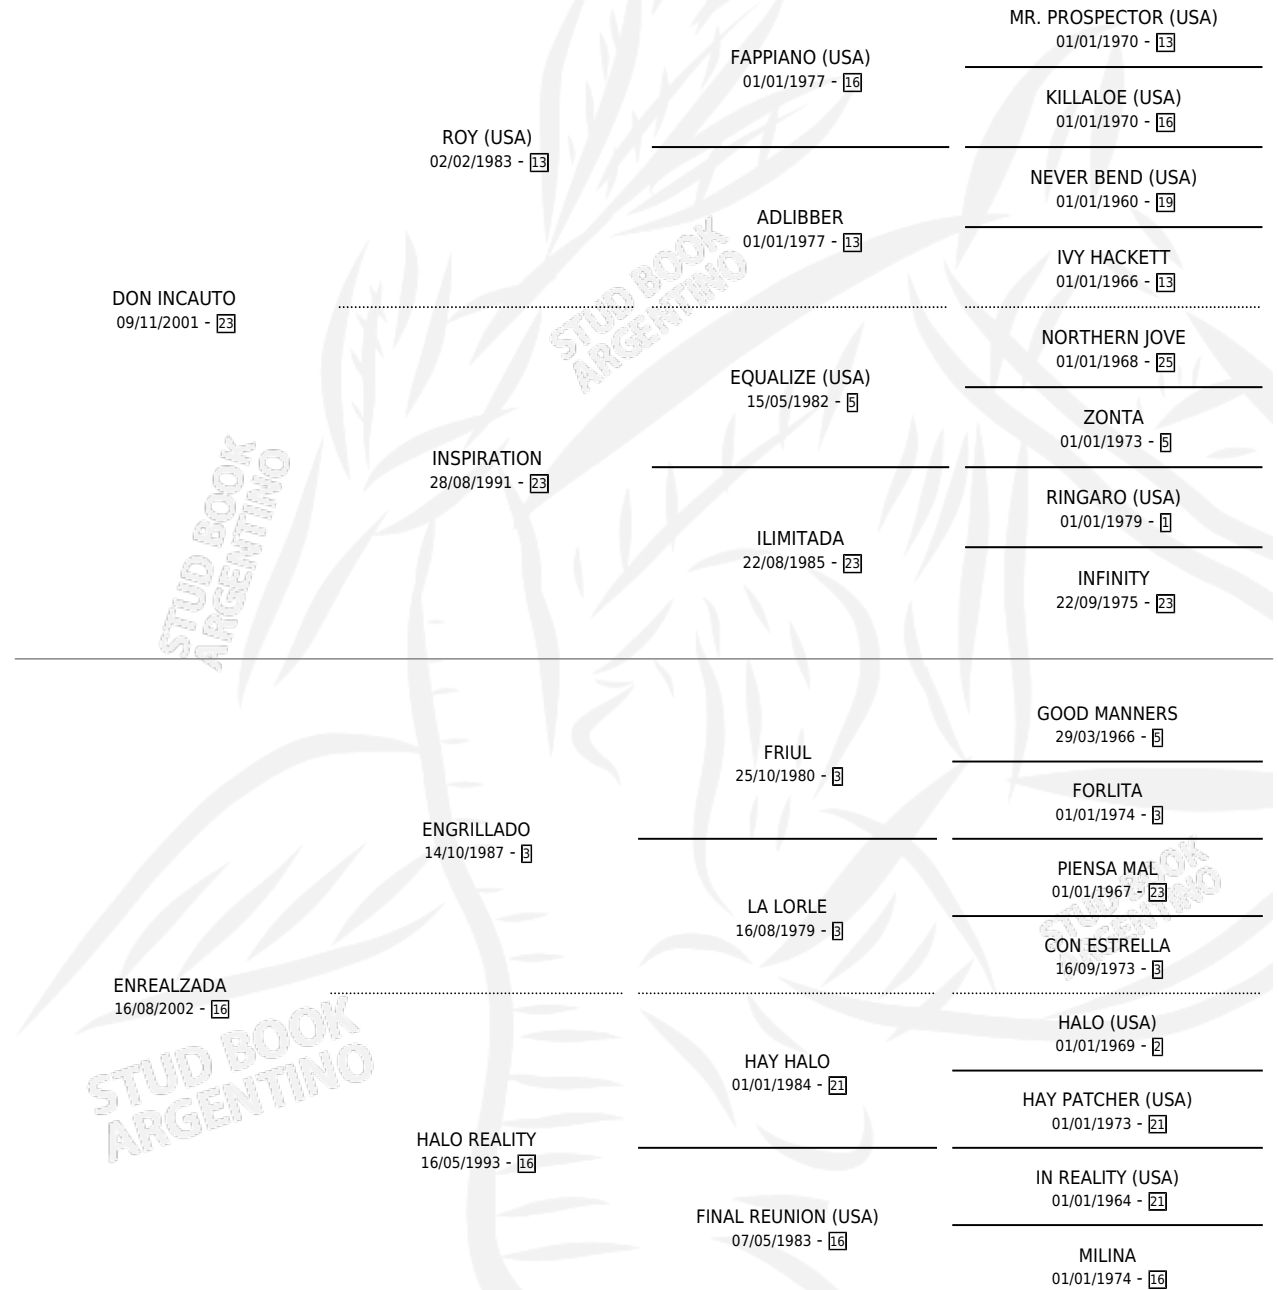 MR. PROSPECTOR (USA)
01/01/1970 - 13
FAPPIANO (USA)
01/01/1977 - 16
KILLALOE (USA)
01/01/1970 - 16
ROY (USA)
02/02/1983 - 13
NEVER BEND (USA)
01/01/1960 - 19
ADLIBBER
01/01/1977 - 13
IVY HACKETT
01/01/1966 - 13
DON INCAUTO
09/11/2001 - 23
NORTHERN JOVE
01/01/1968 - 25
EQUALIZE (USA)
15/05/1982 - 5
ZONTA
01/01/1973 - 5
INSPIRATION
28/08/1991 - 23
RINGARO (USA)
01/01/1979 - 1
ILIMITADA
22/08/1985 - 23
INFINITY
22/09/1975 - 23
STUD BOOK
ARGENTINO
STUD BOOK
ARGENTINO
GOOD MANNERS
29/03/1966 - 5
FRIUL
25/10/1980 - 3
FORLITA
01/01/1974 - 3
ENGRILLADO
14/10/1987 - 3
PIENSA MAL
01/01/1967 - 23
LA LORLE
16/08/1979 - 3
CON ESTRELLA
16/09/1973 - 3
STUD BOOK
ARGENTINO
ENREALZADA
16/08/2002 - 16
HALO (USA)
01/01/1969 - 2
HAY HALO
01/01/1984 - 21
HAY PATCHER (USA)
01/01/1973 - 21
HALO REALITY
16/05/1993 - 16
IN REALITY (USA)
01/01/1964 - 21
FINAL REUNION (USA)
07/05/1983 - 16
MILINA
01/01/1974 - 16
STUD BOOK
ARGENTINO